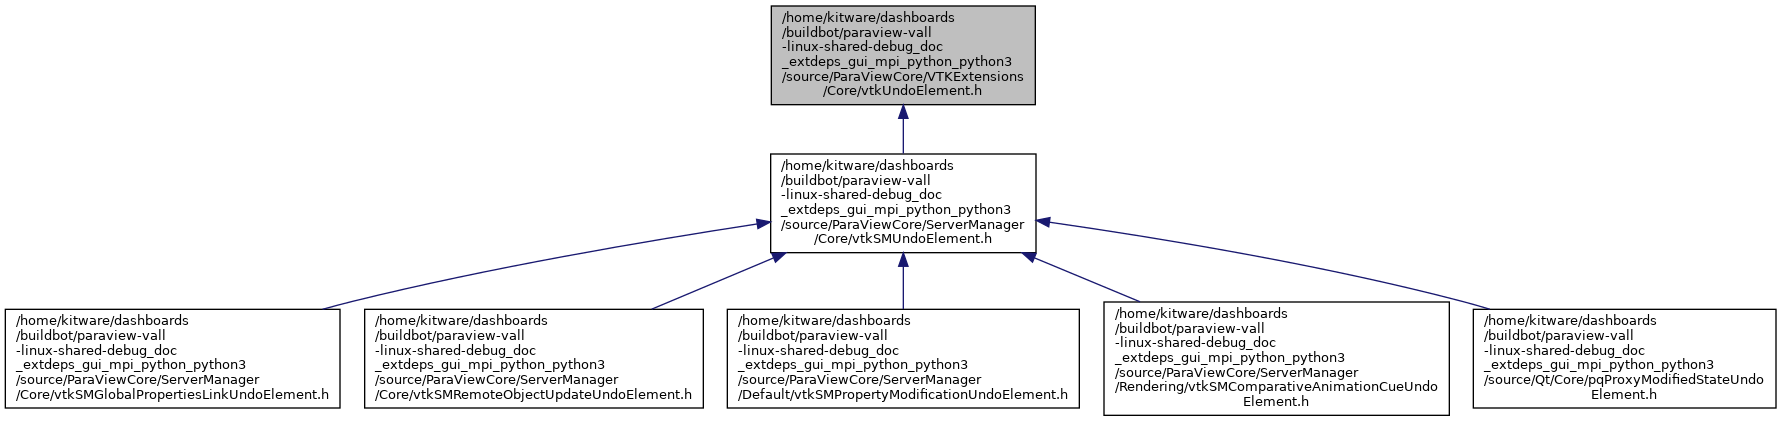 /home/kitware/dashboards
/buildbot/paraview-vall
-linux-shared-debug_doc
_extdeps_gui_mpi_python_python3
/source/ParaViewCore/VTKExtensions
/Core/vtkUndoElement.h
/home/kitware/dashboards
/buildbot/paraview-vall
-linux-shared-debug_doc
_extdeps_gui_mpi_python_python3
/source/ParaViewCore/ServerManager
/Core/vtkSMUndoElement.h
/home/kitware/dashboards
/buildbot/paraview-vall
-linux-shared-debug_doc
_extdeps_gui_mpi_python_python3
/source/ParaViewCore/ServerManager
/Core/vtkSMGlobalPropertiesLinkUndoElement.h
/home/kitware/dashboards
/buildbot/paraview-vall
-linux-shared-debug_doc
_extdeps_gui_mpi_python_python3
/source/ParaViewCore/ServerManager
/Core/vtkSMRemoteObjectUpdateUndoElement.h
/home/kitware/dashboards
/buildbot/paraview-vall
-linux-shared-debug_doc
_extdeps_gui_mpi_python_python3
/source/ParaViewCore/ServerManager
/Default/vtkSMPropertyModificationUndoElement.h
/home/kitware/dashboards
/buildbot/paraview-vall
-linux-shared-debug_doc
_extdeps_gui_mpi_python_python3
/source/ParaViewCore/ServerManager
/Rendering/vtkSMComparativeAnimationCueUndo
Element.h
/home/kitware/dashboards
/buildbot/paraview-vall
-linux-shared-debug_doc
_extdeps_gui_mpi_python_python3
/source/Qt/Core/pqProxyModifiedStateUndo
Element.h